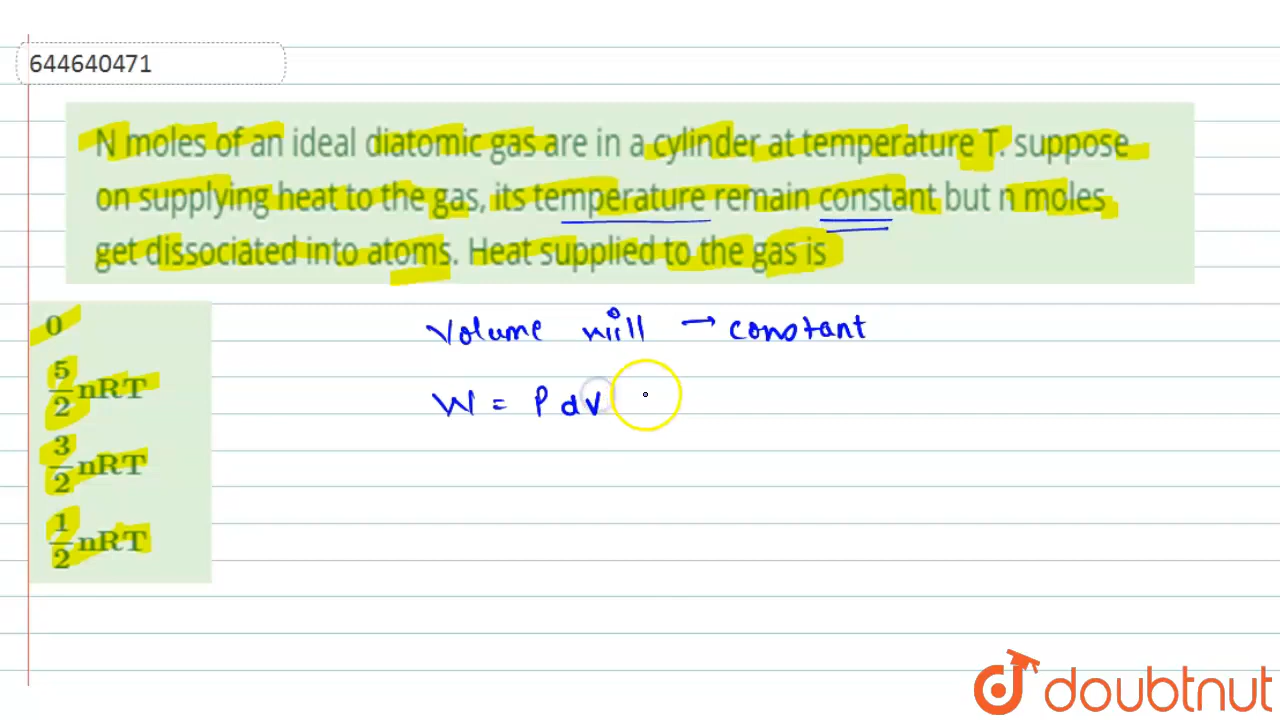 644640471
N moles of an ideal diatomic gas are in a cylinder at temperature T. suppose
on supplying heat to the gas, its temperature remain constant but n moles
get dissociated into atoms. Heat supplied to the gas is
0
5/2 nRT
3/2 nRT
1/2 nRT
Volume will → constant
W = P dV
doubtnut